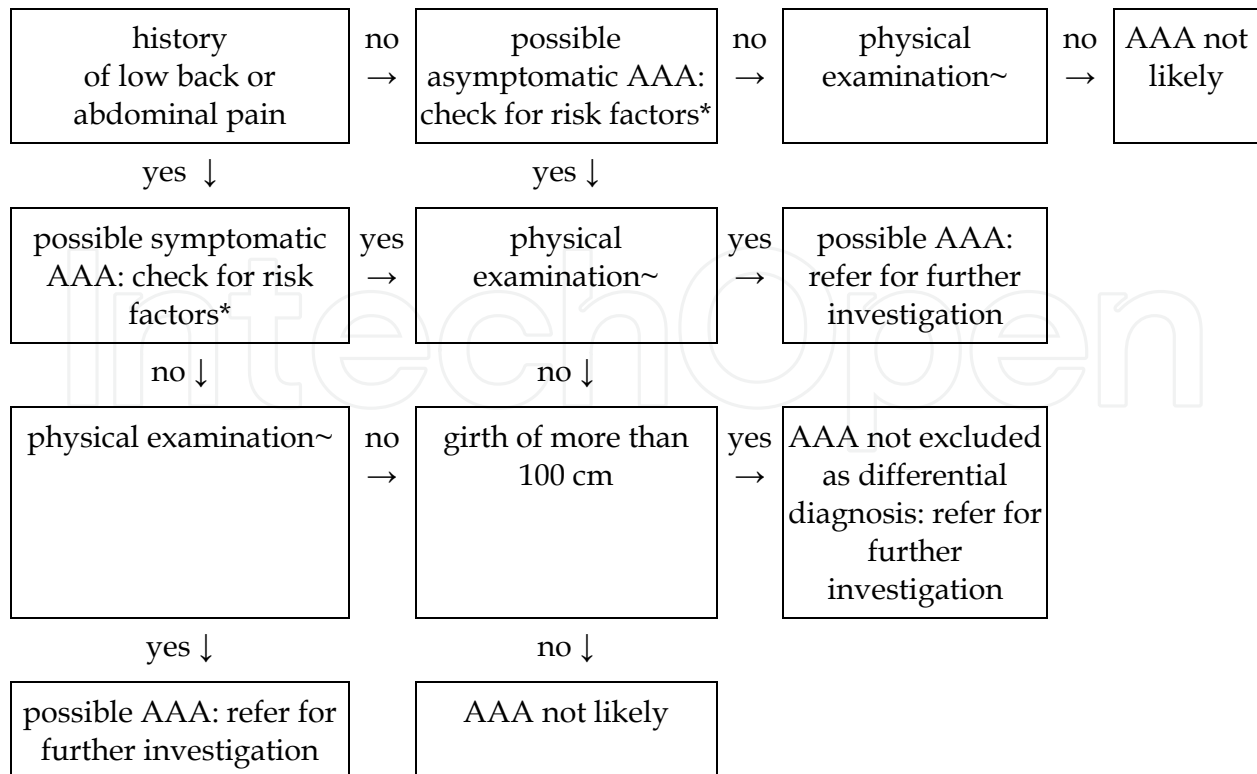 history
of low back or
abdominal pain
no
→
possible
asymptomatic AAA:
check for risk factors*
no
→
physical
examination~
no
→
AAA not
likely
yes ↓
yes ↓
possible symptomatic
AAA: check for risk
factors*
yes
→
physical
examination~
yes
→
possible AAA:
refer for further
investigation
no ↓
no ↓
physical examination~
no
→
girth of more than
100 cm
yes
→
AAA not excluded
as differential
diagnosis: refer for
further
investigation
yes ↓
no ↓
possible AAA: refer for
further investigation
AAA not likely
IntechOpen